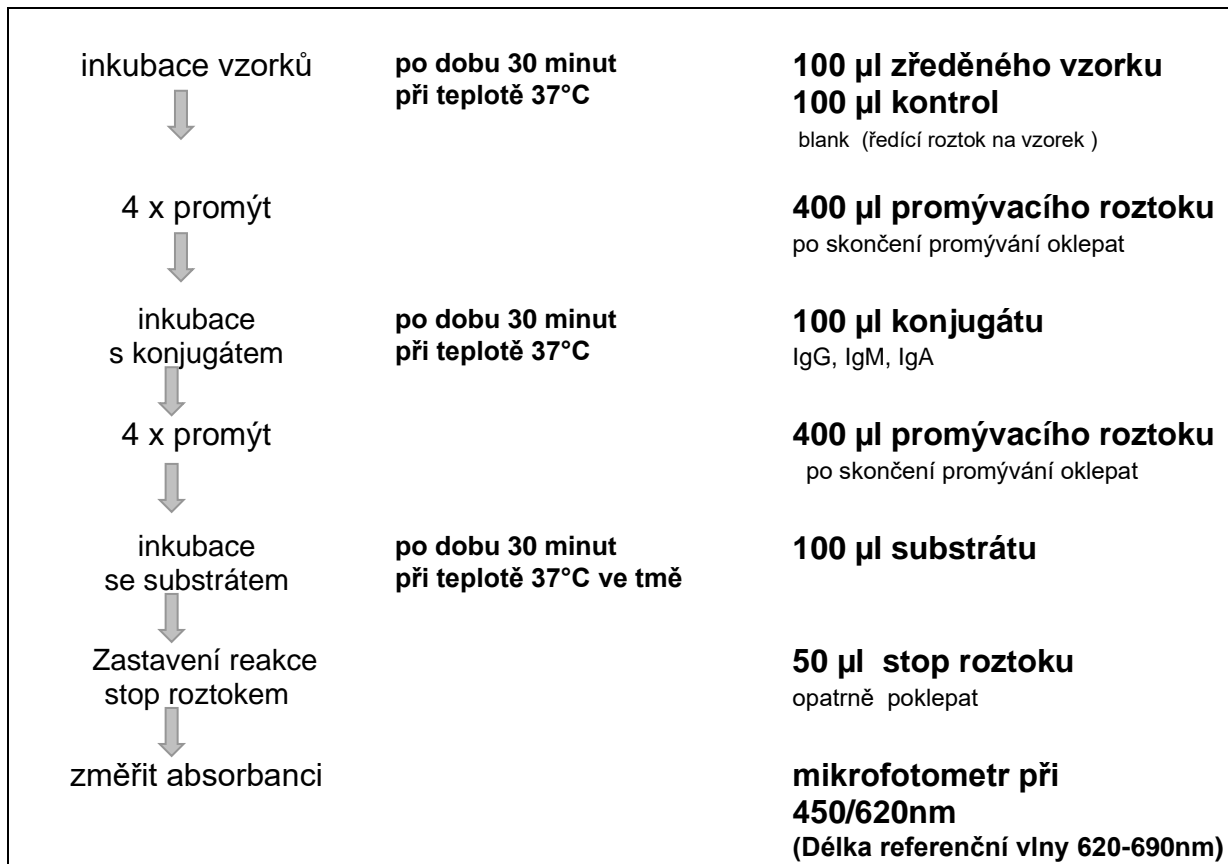 inkubace vzorků po dobu 30 minut 100 µl zředěného vzorku
při teplotě 37°C 100 µl kontrol
blank (ředící roztok na vzorek )
4 x promýt 400 µl promývacího roztoku
po skončení promývání oklepat
inkubace po dobu 30 minut 100 µl konjugátu
s konjugátem při teplotě 37°C IgG, IgM, IgA
4 x promýt 400 µl promývacího roztoku
po skončení promývání oklepat
inkubace po dobu 30 minut 100 µl substrátu
se substrátem při teplotě 37°C ve tmě
Zastavení reakce 50 µl stop roztoku
stop roztokem opatrně poklepat
změřit absorbanci mikrofotometr při
450/620nm
(Délka referenční vlny 620-690nm)